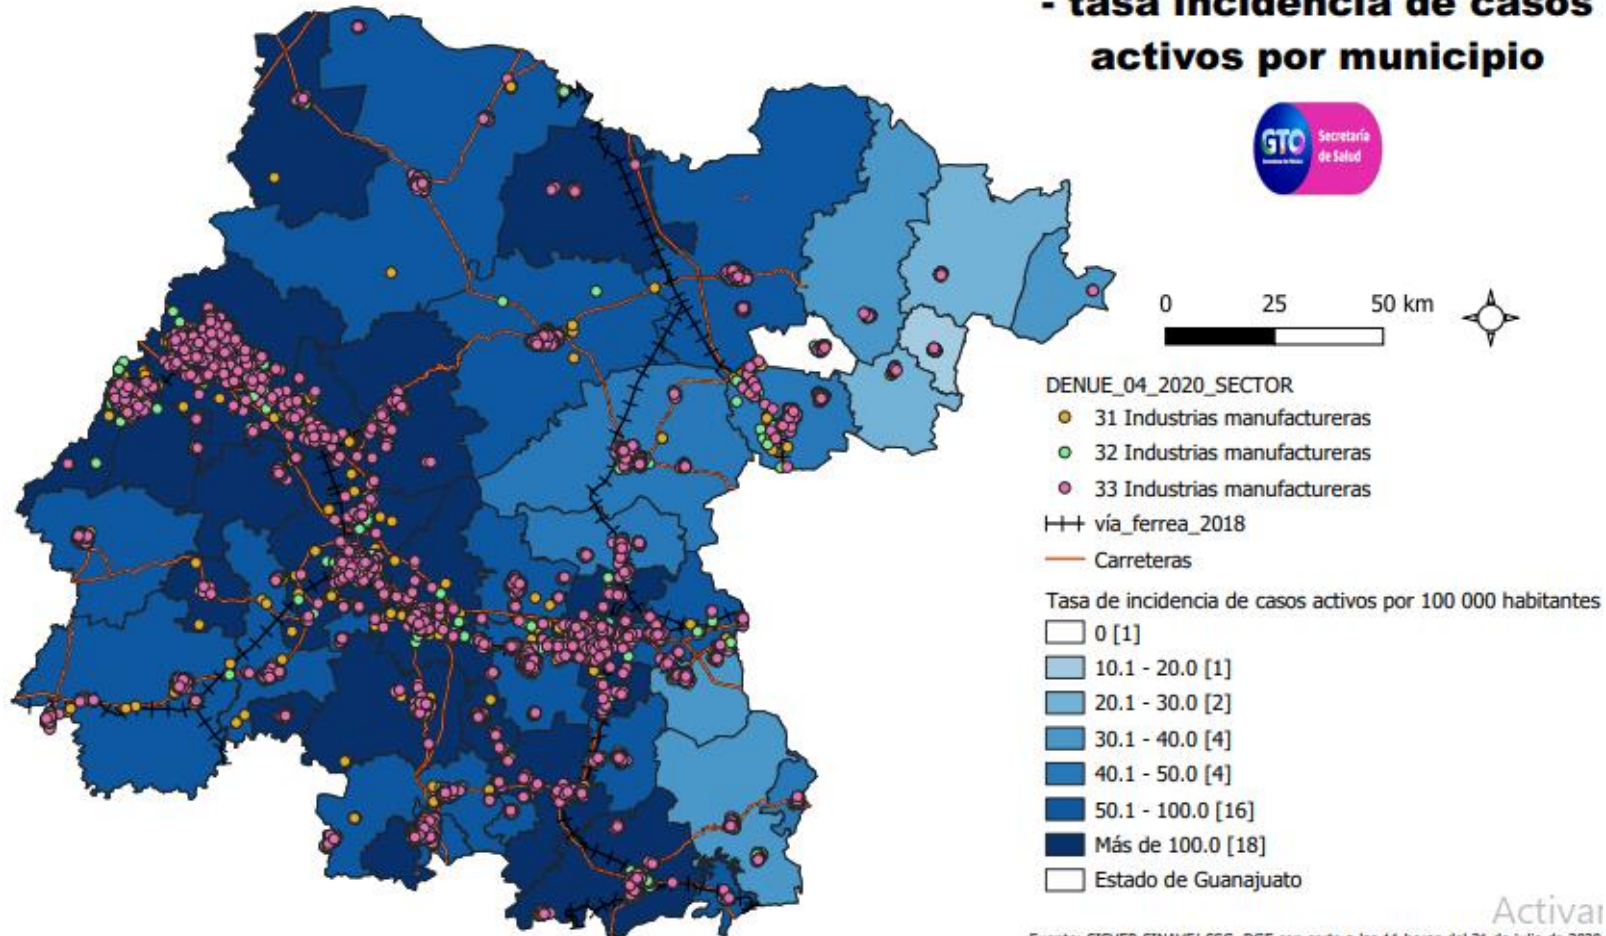 - tasa incidencia de casos
activos por municipio
GTO
Secretaría
de Salud
0 25 50 km
DENUE_04_2020_SECTOR
31 Industrias manufactureras
32 Industrias manufactureras
33 Industrias manufactureras
vía_ferrea_2018
Carreteras
Tasa de incidencia de casos activos por 100 000 habitantes
0 [1]
10.1 - 20.0 [1]
20.1 - 30.0 [2]
30.1 - 40.0 [4]
40.1 - 50.0 [4]
50.1 - 100.0 [16]
Más de 100.0 [18]
Estado de Guanajuato
Activar